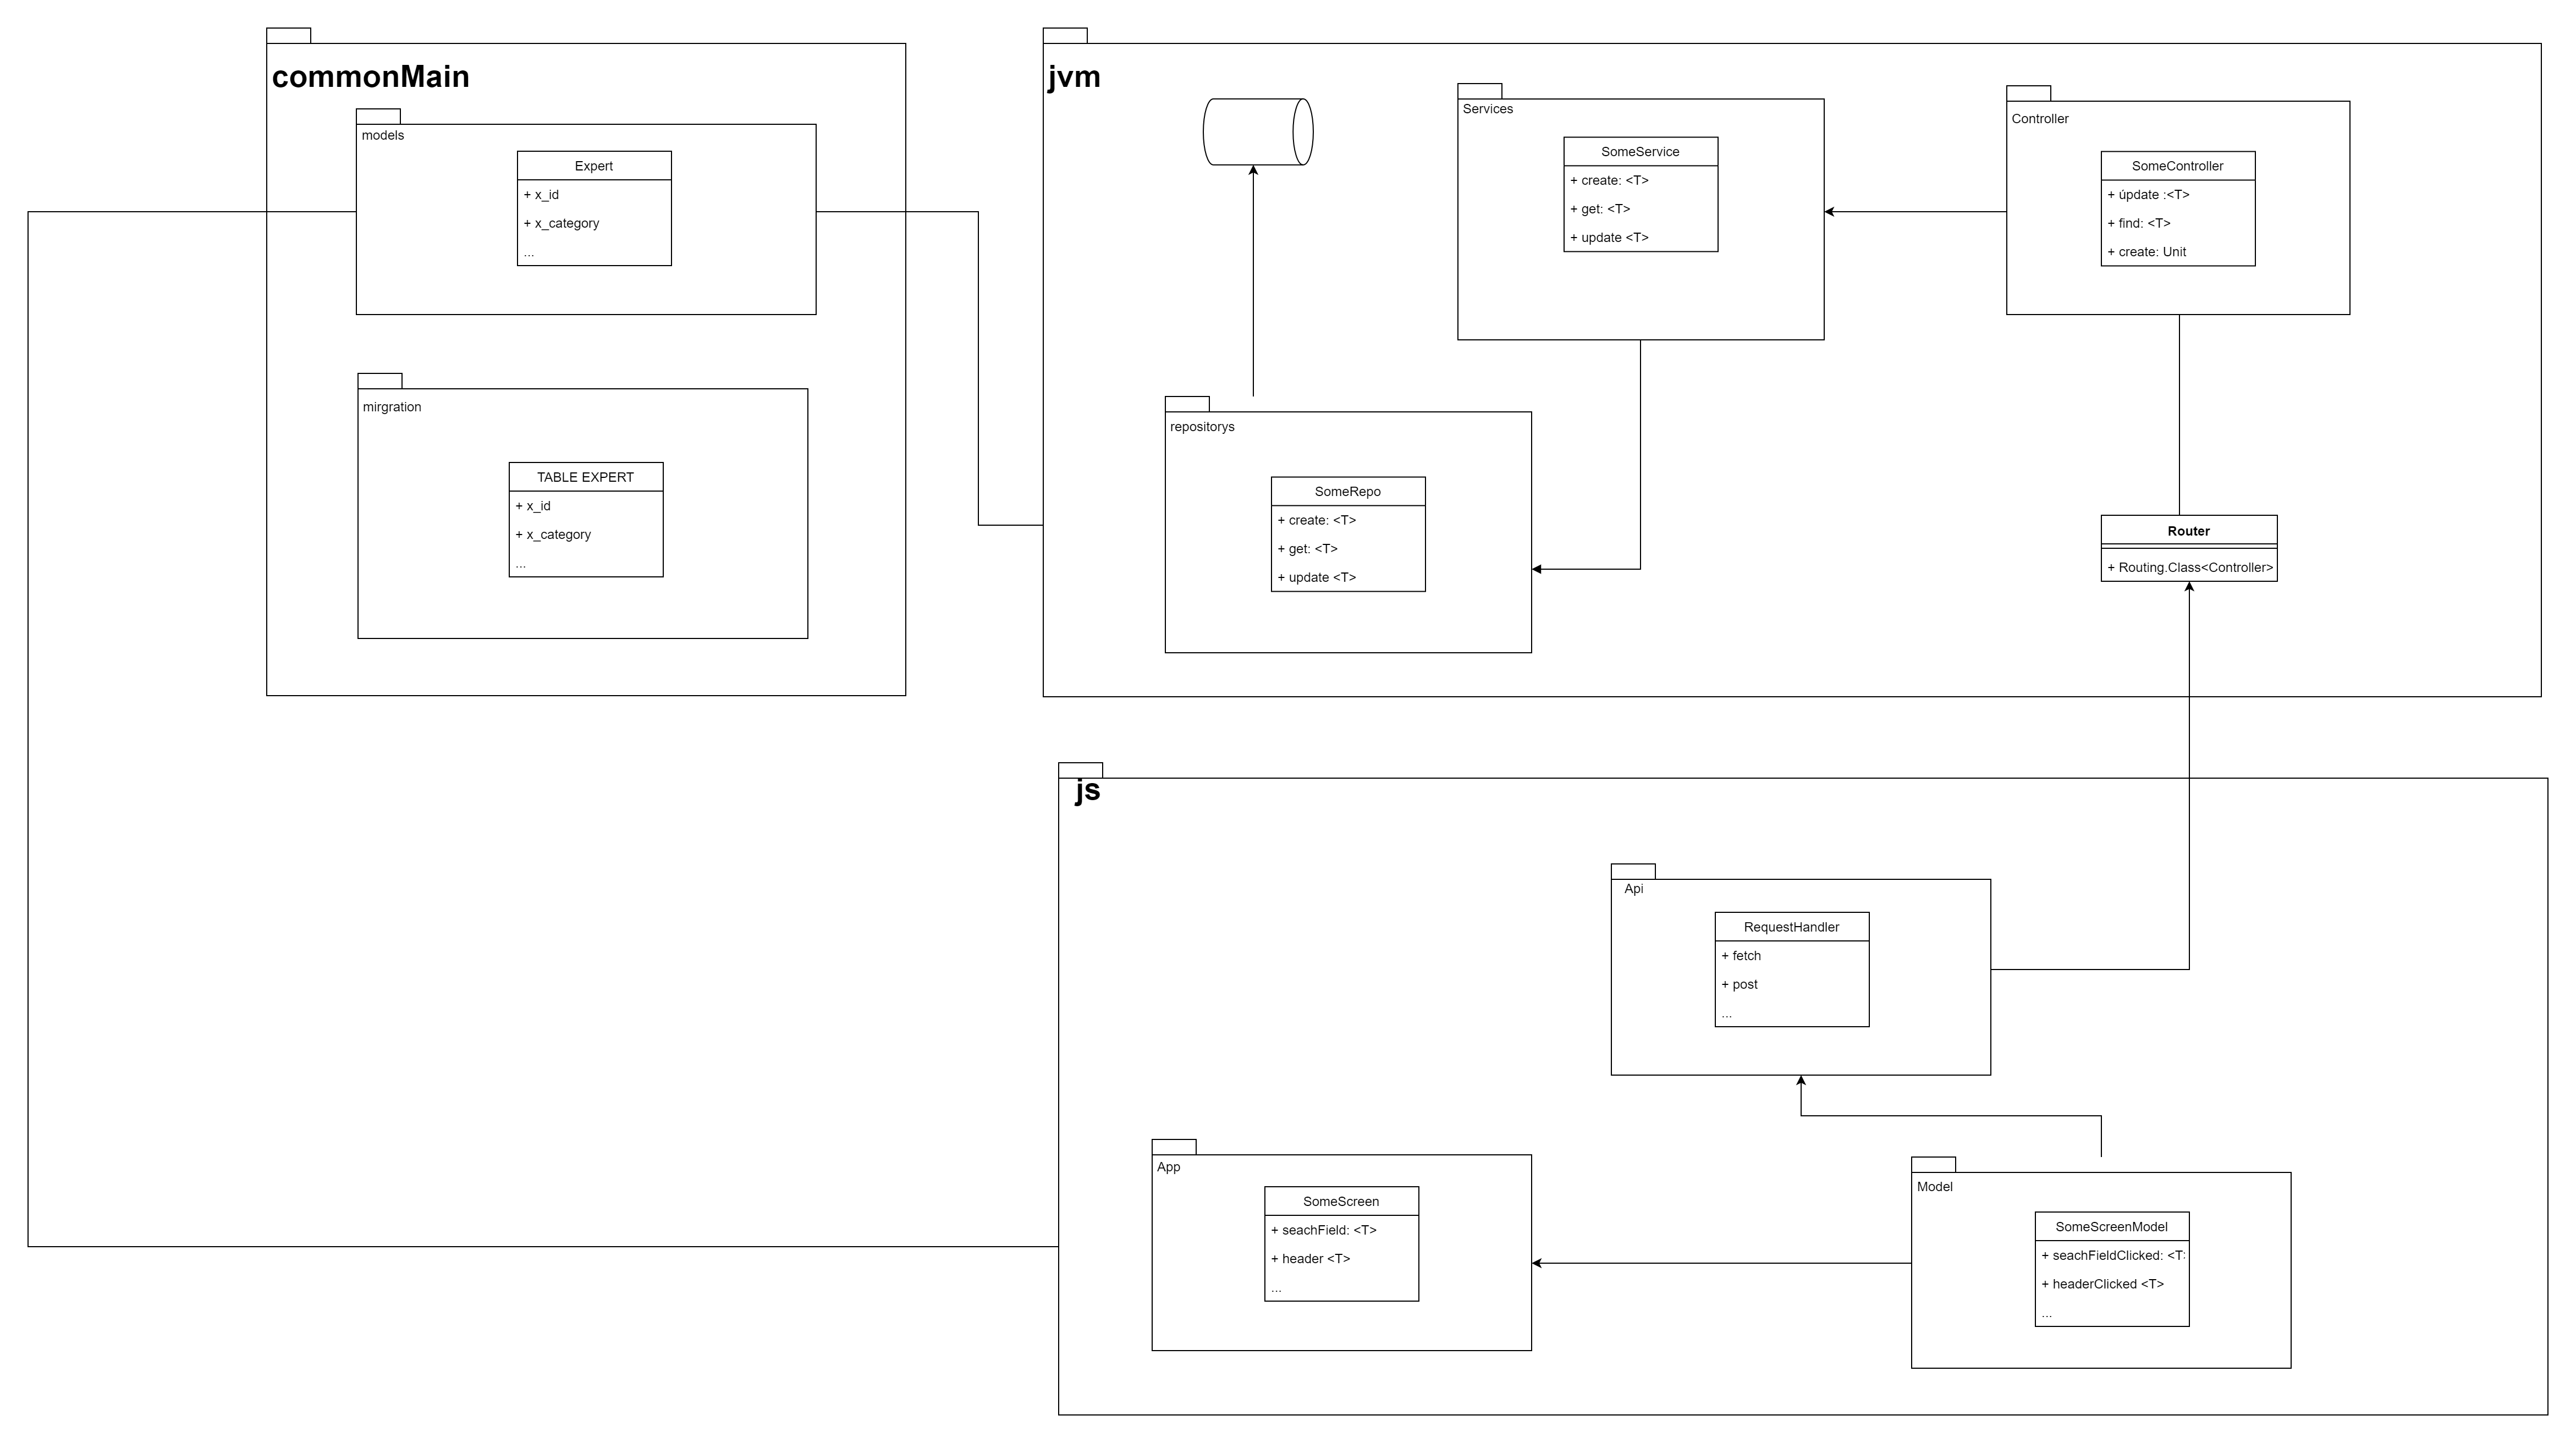 commonMain
models
Expert
+ x_id
+ x_category
...
mirgration
TABLE EXPERT
+ x_id
+ x_category
...
jvm
Services
SomeService
+ create: <T>
+ get: <T>
+ update <T>
Controller
SomeController
+ úpdate :<T>
+ find: <T>
+ create: Unit
repositorys
SomeRepo
+ create: <T>
+ get: <T>
+ update <T>
Router
+ Routing.Class<Controller>
js
Api
RequestHandler
+ fetch
+ post
...
App
SomeScreen
+ seachField: <T>
+ header <T>
...
Model
SomeScreenModel
+ seachFieldClicked: <T
+ headerClicked <T>
...